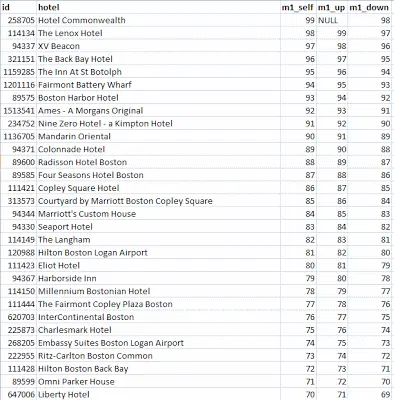 id hotel m1_self m1_up m1_down
258705 Hotel Commonwealth 99 NULL 98
114134 The Lenox Hotel 98 99 97
94337 XV Beacon 97 98 96
321151 The Back Bay Hotel 96 97 95
1159285 The Inn At St Botolph 95 96 94
1201116 Fairmont Battery Wharf 94 95 93
89575 Boston Harbor Hotel 93 94 92
1513541 Ames - A Morgans Original 92 93 91
234752 Nine Zero Hotel - a Kimpton Hotel 91 92 90
1136705 Mandarin Oriental 90 91 89
94371 Colonnade Hotel 89 90 88
89600 Radisson Hotel Boston 88 89 87
89585 Four Seasons Hotel Boston 87 88 86
111421 Copley Square Hotel 86 87 85
313573 Courtyard by Marriott Boston Copley Square 85 86 84
94344 Marriott's Custom House 84 85 83
94330 Seaport Hotel 83 84 82
114149 The Langham 82 83 81
120988 Hilton Boston Logan Airport 81 82 80
111423 Eliot Hotel 80 81 79
94367 Harborside Inn 79 80 78
114150 Millennium Bostonian Hotel 78 79 77
111444 The Fairmont Copley Plaza Boston 77 78 76
620703 InterContinental Boston 76 77 75
225873 Charlesmark Hotel 75 76 74
268205 Embassy Suites Boston Logan Airport 74 75 73
222955 Ritz-Carlton Boston Common 73 74 72
111428 Hilton Boston Back Bay 72 73 71
89599 Omni Parker House 71 72 70
647006 Liberty Hotel 70 71 69